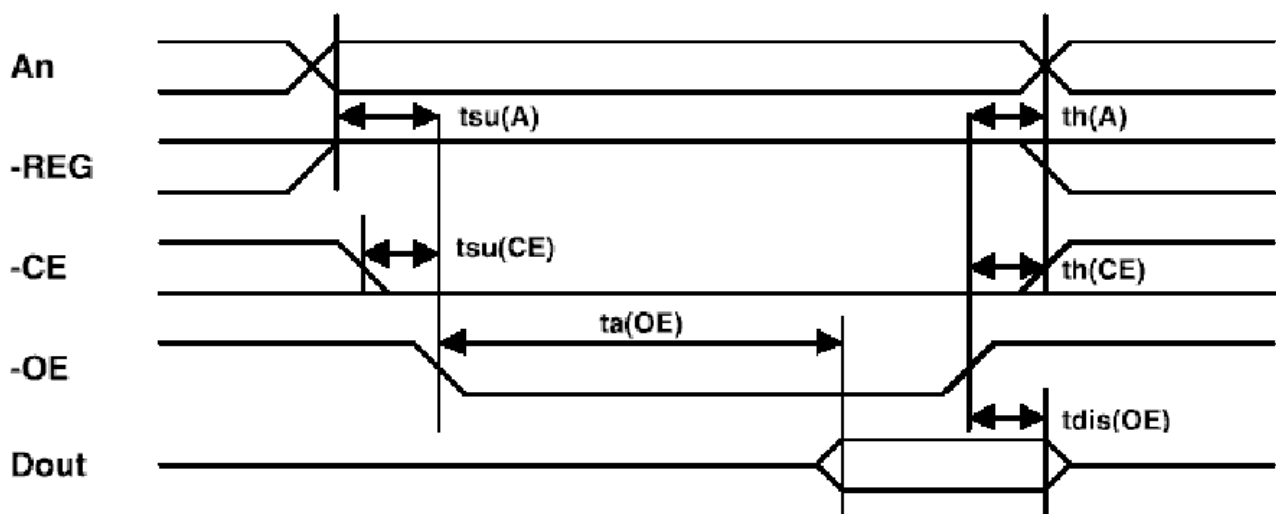 An
tsu(A)
th(A)
-REG
tsu(CE)
-CE
th(CE)
ta(OE)
-OE
tdis(OE)
Dout